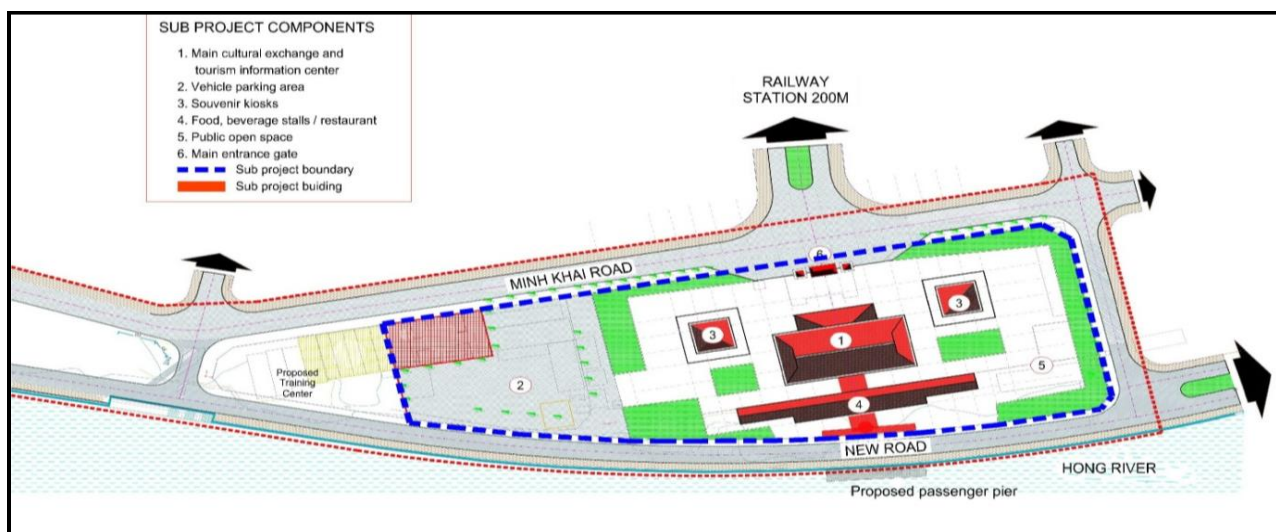 SUB PROJECT COMPONENTS
1. Main cultural exchange and
tourism information center
2. Vehicle parking area
3. Souvenir kiosks
4. Food, beverage stalls / restaurant
5. Public open space
6. Main entrance gate
Sub project boundary
Sub project buiding
RAILWAY
STATION 200M
MINH KHAI ROAD
6
3
3
1
5
Proposed
Training
Center
2
4
NEW ROAD
HONG RIVER
Proposed passenger pier